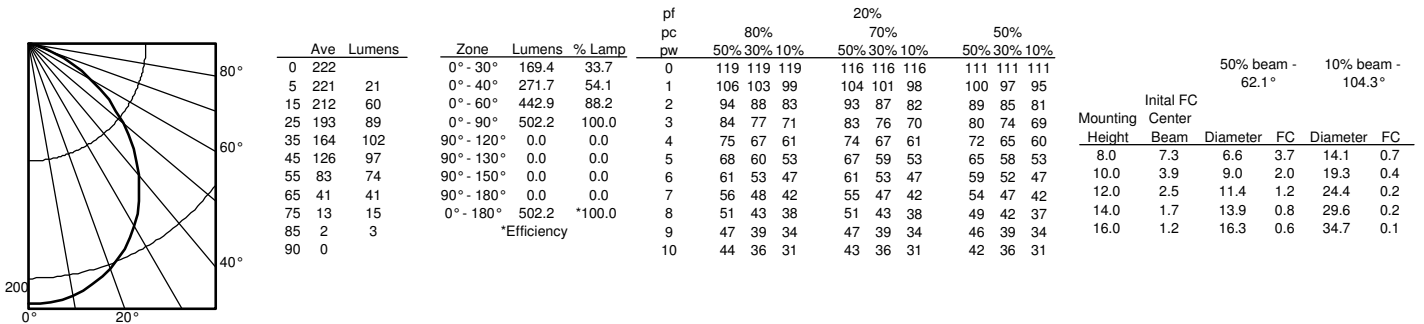 80°
60°
40°
200
0° 20°
Ave Lumens
0 222
5 221 21
15 212 60
25 193 89
35 164 102
45 126 97
55 83 74
65 41 41
75 13 15
85 2 3
90 0
Zone Lumens % Lamp
0° - 30° 169.4 33.7
0° - 40° 271.7 54.1
0° - 60° 442.9 88.2
0° - 90° 502.2 100.0
90° - 120° 0.0 0.0
90° - 130° 0.0 0.0
90° - 150° 0.0 0.0
90° - 180° 0.0 0.0
0° - 180° 502.2 *100.0
*Efficiency
pf 20%
pc 80% 70% 50%
pw 50% 30% 10% 50% 30% 10% 50% 30% 10%
0 119 119 119 116 116 116 111 111 111
1 106 103 99 104 101 98 100 97 95
2 94 88 83 93 87 82 89 85 81
3 84 77 71 83 76 70 80 74 69
4 75 67 61 74 67 61 72 65 60
5 68 60 53 67 59 53 65 58 53
6 61 53 47 61 53 47 59 52 47
7 56 48 42 55 47 42 54 47 42
8 51 43 38 51 43 38 49 42 37
9 47 39 34 47 39 34 46 39 34
10 44 36 31 43 36 31 42 36 31
50% beam - 10% beam -
62.1° 104.3°
Inital FC
Mounting Center
Height Beam Diameter FC Diameter FC
8.0 7.3 6.6 3.7 14.1 0.7
10.0 3.9 9.0 2.0 19.3 0.4
12.0 2.5 11.4 1.2 24.4 0.2
14.0 1.7 13.9 0.8 29.6 0.2
16.0 1.2 16.3 0.6 34.7 0.1